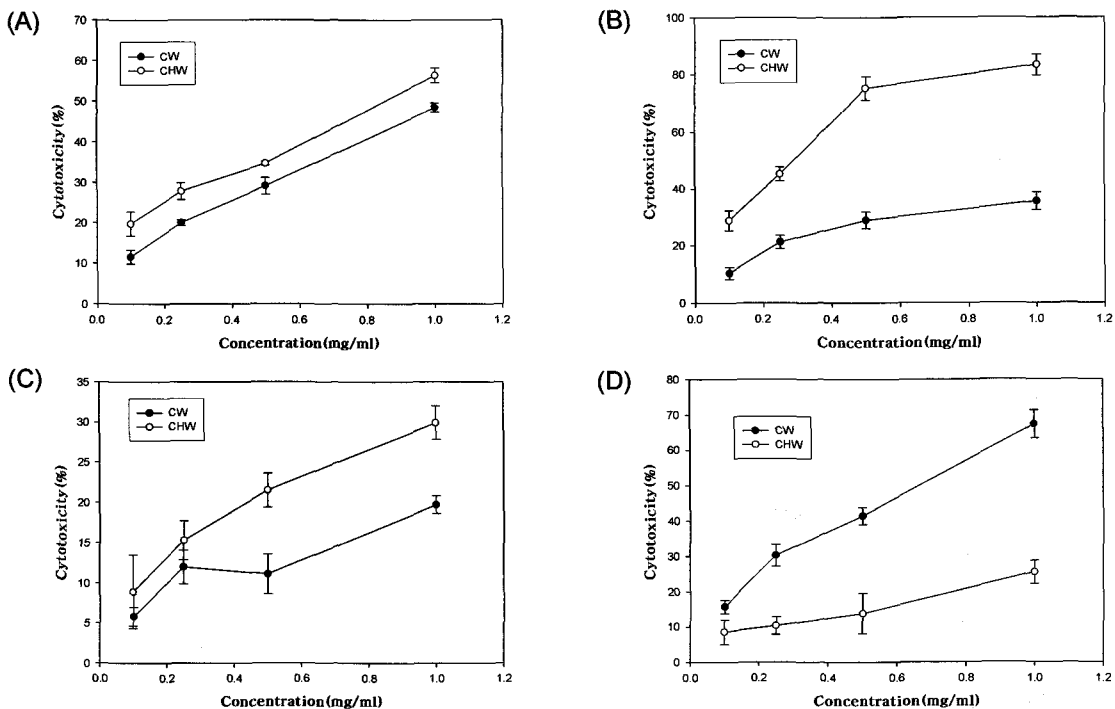 (A)
70
60
50
40
30
20
10
0
Cytotoxicity (%)
CW
CHW
0.0 0.2 0.4 0.6 0.8 1.0 1.2
Concentration (mg/ml)
(B)
100
80
60
40
20
0
Cytotoxicity (%)
CW
CHW
0.0 0.2 0.4 0.6 0.8 1.0 1.2
Concentration (mg/ml)
(C)
35
30
25
20
15
10
5
0
Cytotoxicity (%)
CW
CHW
0.0 0.2 0.4 0.6 0.8 1.0 1.2
Concentration (mg/ml)
(D)
80
70
60
50
40
30
20
10
0
Cytotoxicity (%)
CW
CHW
0.0 0.2 0.4 0.6 0.8 1.0 1.2
Concentration (mg/ml)